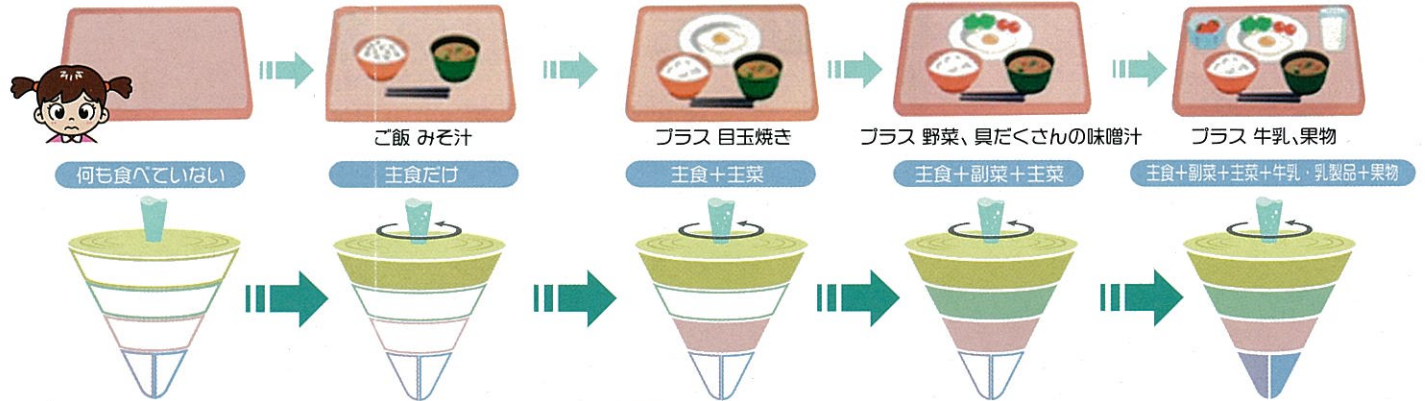 ご飯 みそ汁
プラス 目玉焼き
プラス 野菜、具だくさんの味噌汁
プラス 牛乳、果物
何も食べていない
主食だけ
主食+主菜
主食+副菜+主菜
主食+副菜+主菜+牛乳・乳製品+果物